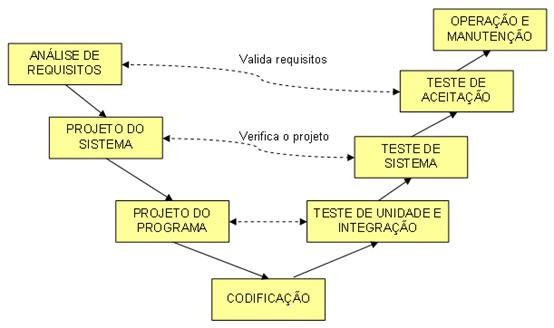 OPERAÇÃO E
MANUTENÇÃO
ANÁLISE DE
REQUISITOS
Valida requisitos
TESTE DE
ACEITAÇÃO
PROJETO DO
SISTEMA
Verifica o projeto
TESTE DE
SISTEMA
PROJETO DO
PROGRAMA
TESTE DE UNIDADE E
INTEGRAÇÃO
CODIFICAÇÃO